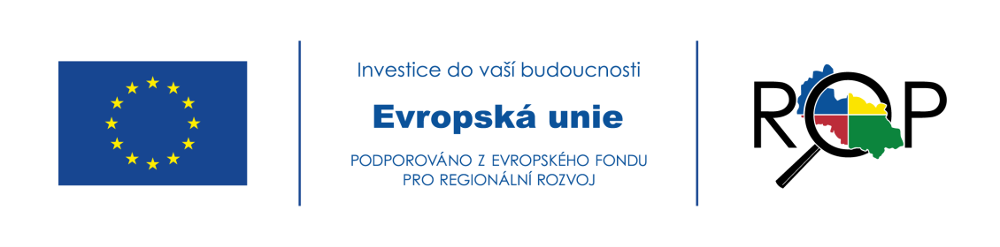 Investice do vaší budoucnosti
Evropská unie
PODPOROVÁNO Z EVROPSKÉHO FONDU
PRO REGIONÁLNÍ ROZVOJ
ROP